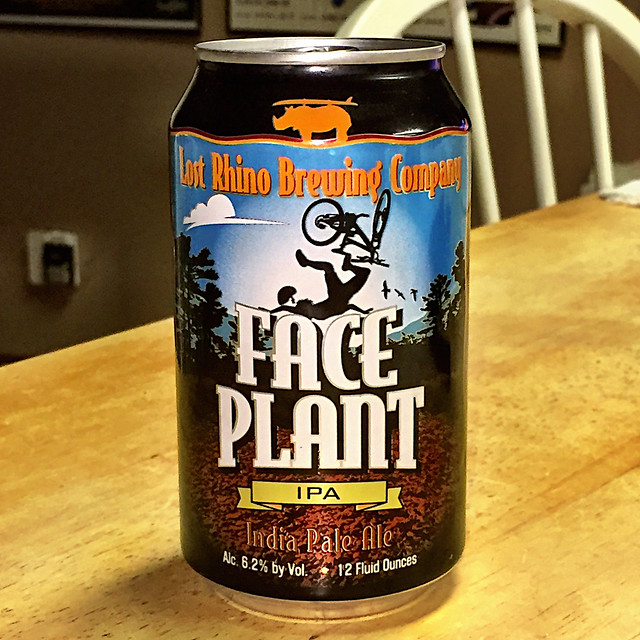 Lost Rhino Brewing Company
FACE
PLANT
IPA
India Pale Ale
Alc. 6.2% by Vol. • 12 Fluid Ounces